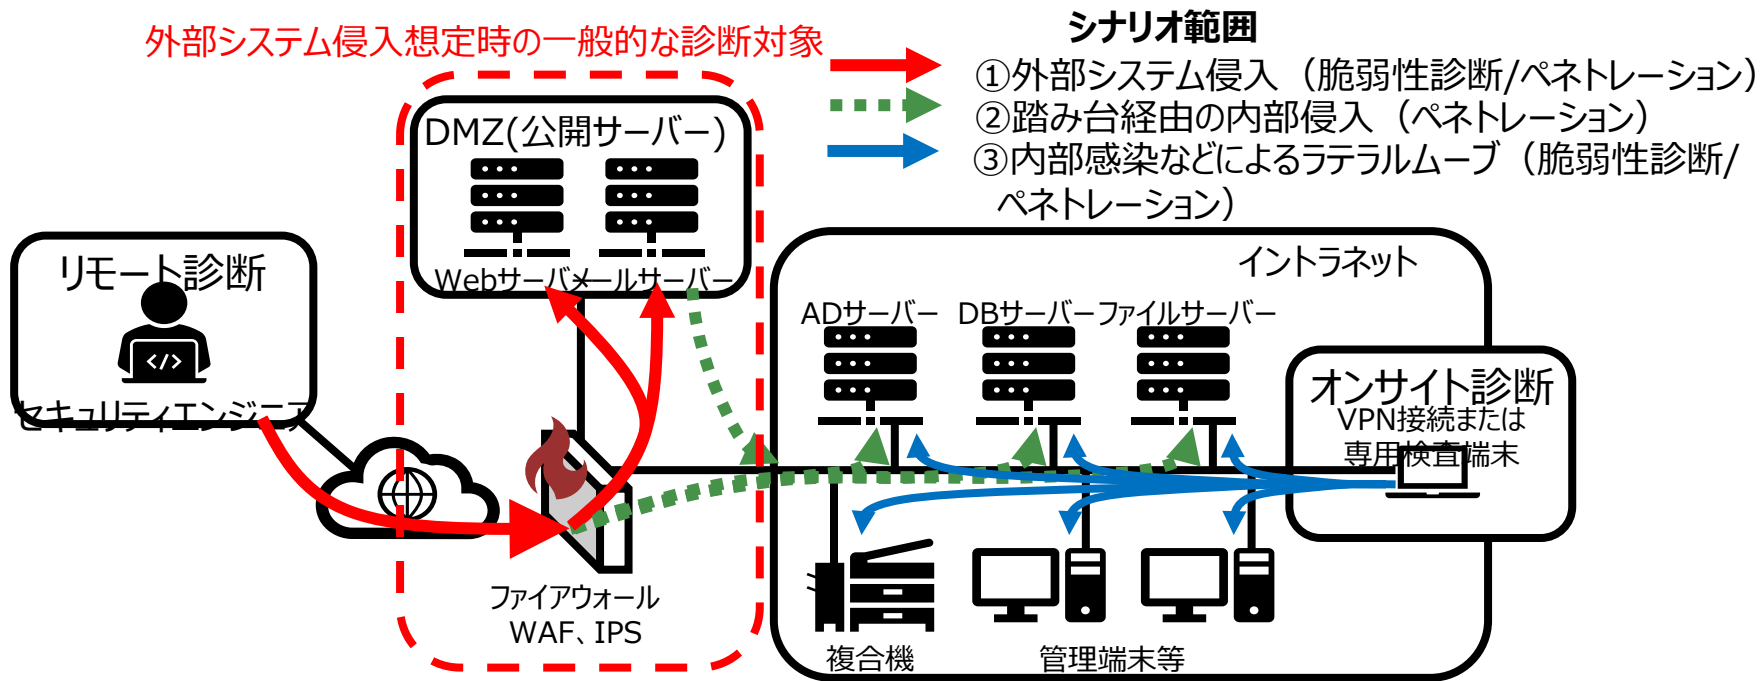 外部システム侵入想定時の一般的な診断対象
シナリオ範囲
①外部システム侵入（脆弱性診断/ペネトレーション）
②踏み台経由の内部侵入（ペネトレーション）
③内部感染などによるラテラルムーブ（脆弱性診断/
ペネトレーション）
DMZ(公開サーバー)
Webサーバ
メールサーバー
リモート診断
</>
セキュリティエンジニア
ファイアウォール
WAF、IPS
イントラネット
ADサーバー
DBサーバー
ファイルサーバー
オンサイト診断
VPN接続または
専用検査端末
複合機
管理端末等